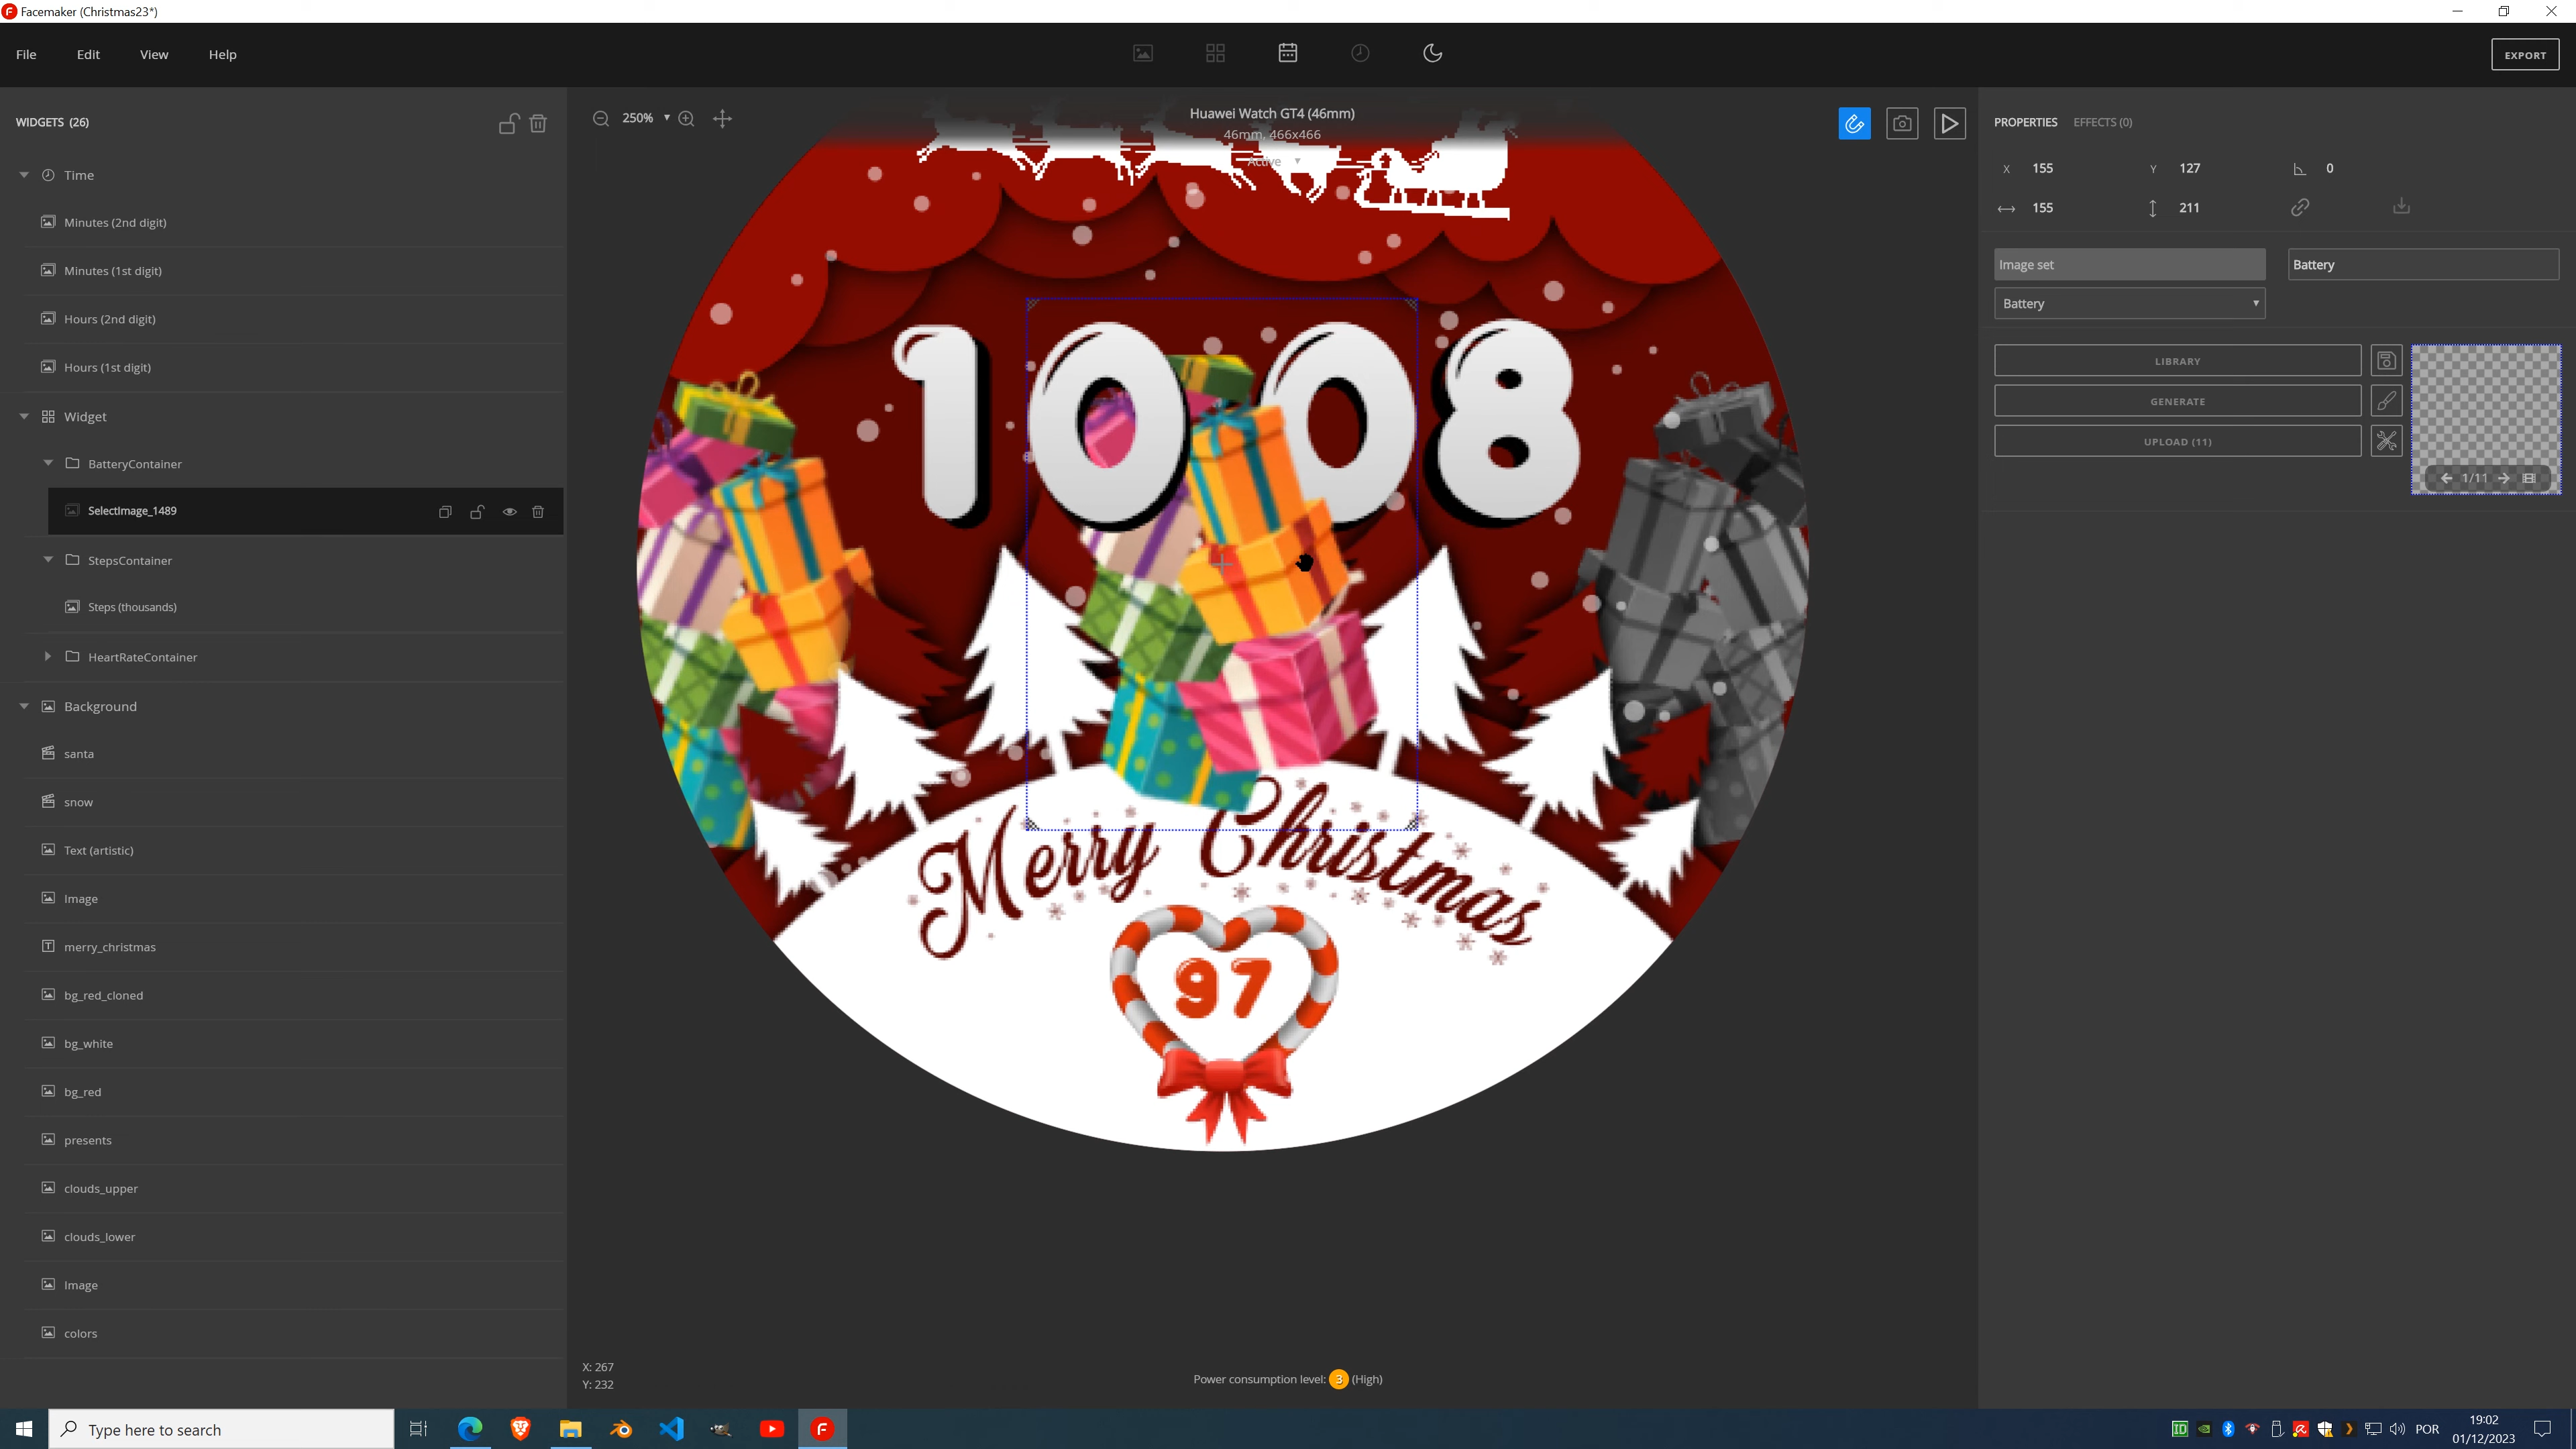 Facemaker (Christmas23*)
File Edit View Help
EXPORT
WIDGETS (26)
Time
Minutes (2nd digit)
Minutes (1st digit)
Hours (2nd digit)
Hours (1st digit)
Widget
BatteryContainer
SelectImage_1489
StepsContainer
Steps (thousands)
HeartRateContainer
Background
santa
snow
Text (artistic)
Image
merry_christmas
bg_red_cloned
bg_white
bg_red
presents
clouds_upper
clouds_lower
Image
colors
250%
Huawei Watch GT4 (46mm)
46mm, 466x466
Active
10 08
Merry Christmas
97
X: 267
Y: 232
Power consumption level: 3 (High)
PROPERTIES EFFECTS (0)
X 155 Y 127 0
155 211
Image set Battery
Battery
LIBRARY
GENERATE
UPLOAD (11)
1/11
Type here to search
F
ID
POR
19:02
01/12/2023